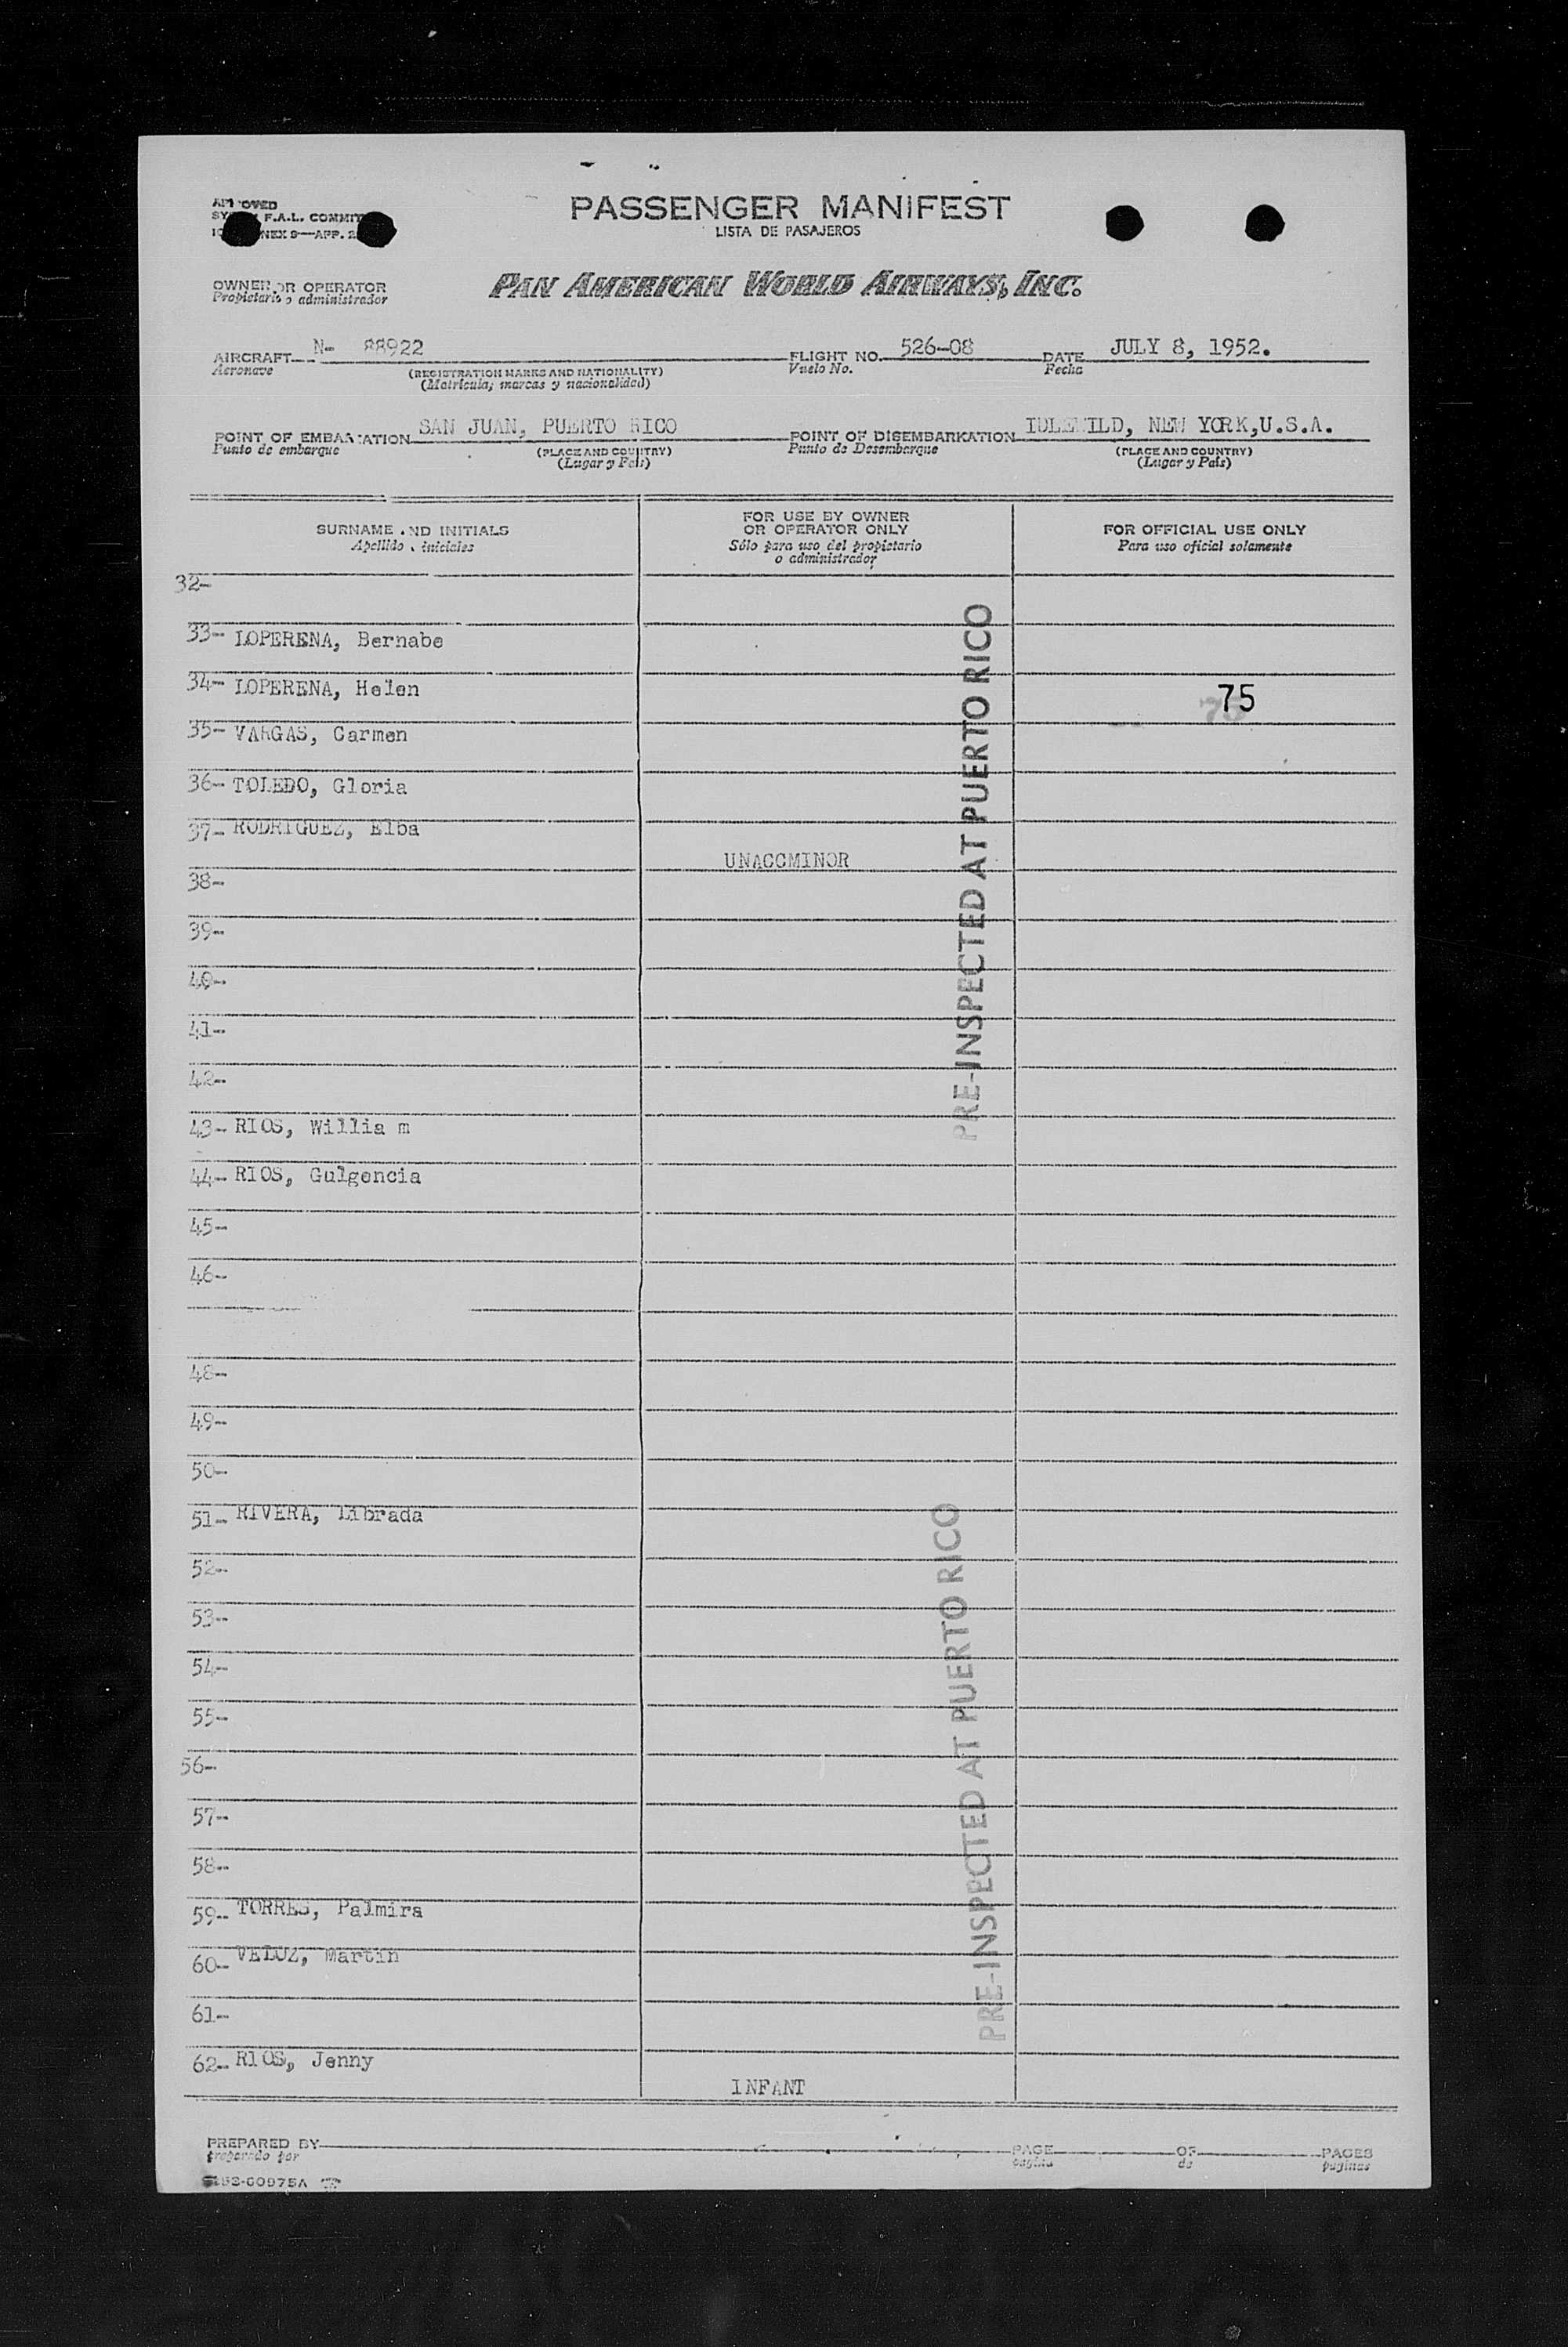 PASSENGER MANIFEST
LISTA DE PASAJEROS
F.A.L.
APP. 2
OWNER OR OPERATOR
Propietario o administrador
PAN AMERICAN WORLD AIRWAYS, INC.
AIRCRAFT N- 88922 FLIGHT NO. 526-08 DATE JULY 8, 1952.
Aeronave (REGISTRATION MARKS AND NATIONALITY) Vuelo No. Fecha
(Matricula, marcas y nacionalidad)
POINT OF EMBARCATION SAN JUAN, PUERTO RICO POINT OF DISEMBARKATION IDLEWILD, NEW YORK,U.S.A.
Punto de embarque (PLACE AND COUNTRY) Punto de Desembarque (PLACE AND COUNTRY)
(Lugar y País) (Lugar y País)
SURNAME AND INITIALS
Apellido e iniciales
FOR USE BY OWNER
OR OPERATOR ONLY
Sólo para uso del propietario
o administrador
FOR OFFICIAL USE ONLY
Para uso oficial solamente
32-
33- LOPERENA, Bernabe
34- LOPERENA, Helen
75
75
35- VARGAS, Carmen
36- TOLEDO, Gloria
37- RODRIGUEZ, Elba
UNACCMINOR
38-
39-
40-
41-
42-
43- RIOS, Willia m
44- RIOS, Gulgencia
45-
46-
48-
49-
50-
51- RIVERA, Librada
52-
53-
54-
55-
56-
57-
58-
59- TORRES, Palmira
60- VELOZ, Martin
61-
62- RIOS, Jenny
INFANT
PRE-INSPECTED AT PUERTO RICO
PRE-INSPECTED AT PUERTO RICO
PREPARED BY PAGE OF PAGES
preparado por página de páginas